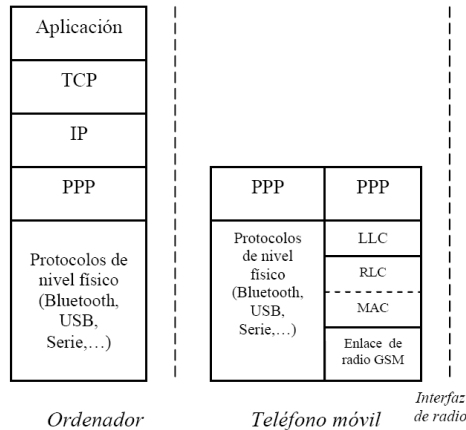 Aplicación
TCP
IP
PPP
Protocolos de
nivel físico
(Bluetooth,
USB,
Serie,…)
Ordenador
PPP
Protocolos
de nivel
físico
(Bluetooth,
USB,
Serie,…)
PPP
LLC
RLC
MAC
Enlace de
radio GSM
Teléfono móvil
Interfaz
de radio